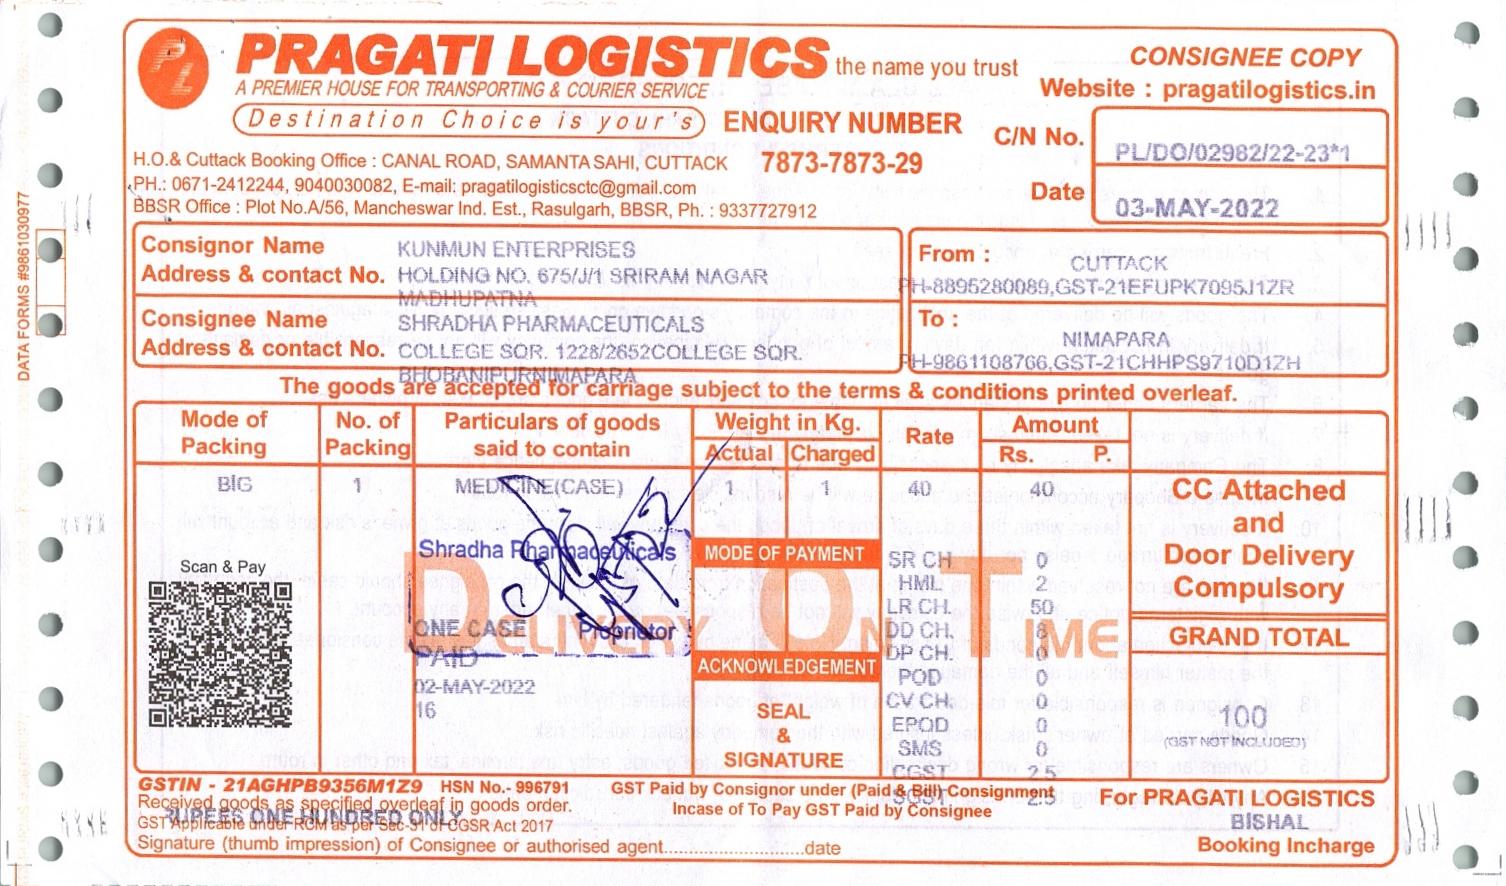 PRAGATI LOGISTICS the name you trust
A PREMIER HOUSE FOR TRANSPORTING & COURIER SERVICE
Destination Choice is your's
ENQUIRY NUMBER
7873-7873-29
CONSIGNEE COPY
Website : pragatilogistics.in
C/N No. PL/DO/02982/22-23*1
Date 03-MAY-2022
H.O.& Cuttack Booking Office : CANAL ROAD, SAMANTA SAHI, CUTTACK
PH.: 0671-2412244, 9040030082, E-mail: pragatilogisticsctc@gmail.com
BBSR Office : Plot No.A/56, Mancheswar Ind. Est., Rasulgarh, BBSR, Ph. : 9337727912
DATA FORMS #9861030977
Consignor Name KUNMUN ENTERPRISES
Address & contact No. HOLDING NO. 675/J/1 SRIRAM NAGAR
MADHUPATNA
From : CUTTACK
PH-8895280089,GST-21EFUPK7095J1ZR
Consignee Name SHRADHA PHARMACEUTICALS
Address & contact No. COLLEGE SQR. 1228/2652COLLEGE SQR.
BHOBANIPURNIMAPARA
To : NIMAPARA
PH-9861108766,GST-21CHHPS9710D1ZH
The goods are accepted for carriage subject to the terms & conditions printed overleaf.
Mode of Packing
No. of Packing
Particulars of goods said to contain
Weight in Kg.
Actual Charged
Rate
Amount
Rs. P.
BIG 1 MEDICINE(CASE) 1 1 40 40
CC Attached
and
Door Delivery
Compulsory
Scan & Pay
Shradha Pharmaceuticals
Proprietor
ONE CASE
PAID
02-MAY-2022
16
DELIVERY ON TIME
MODE OF PAYMENT
ACKNOWLEDGEMENT
SEAL
&
SIGNATURE
SR CH 0
HML 2
LR CH. 50
DD CH. 8
DP CH. 0
POD 0
CV CH. 0
EPOD 0
SMS 0
CGST 2.5
SGST 2.5
GRAND TOTAL
100
(GST NOT INCLUDED)
GSTIN - 21AGHPB9356M1Z9 HSN No.- 996791
GST Paid by Consignor under (Paid & Bill) Consignment
Incase of To Pay GST Paid by Consignee
Received goods as specified overleaf in goods order.
RUPEES ONE HUNDRED ONLY
GST Applicable under RCM as per Sec-31 of CGSR Act 2017
Signature (thumb impression) of Consignee or authorised agent........................date
For PRAGATI LOGISTICS
BISHAL
Booking Incharge